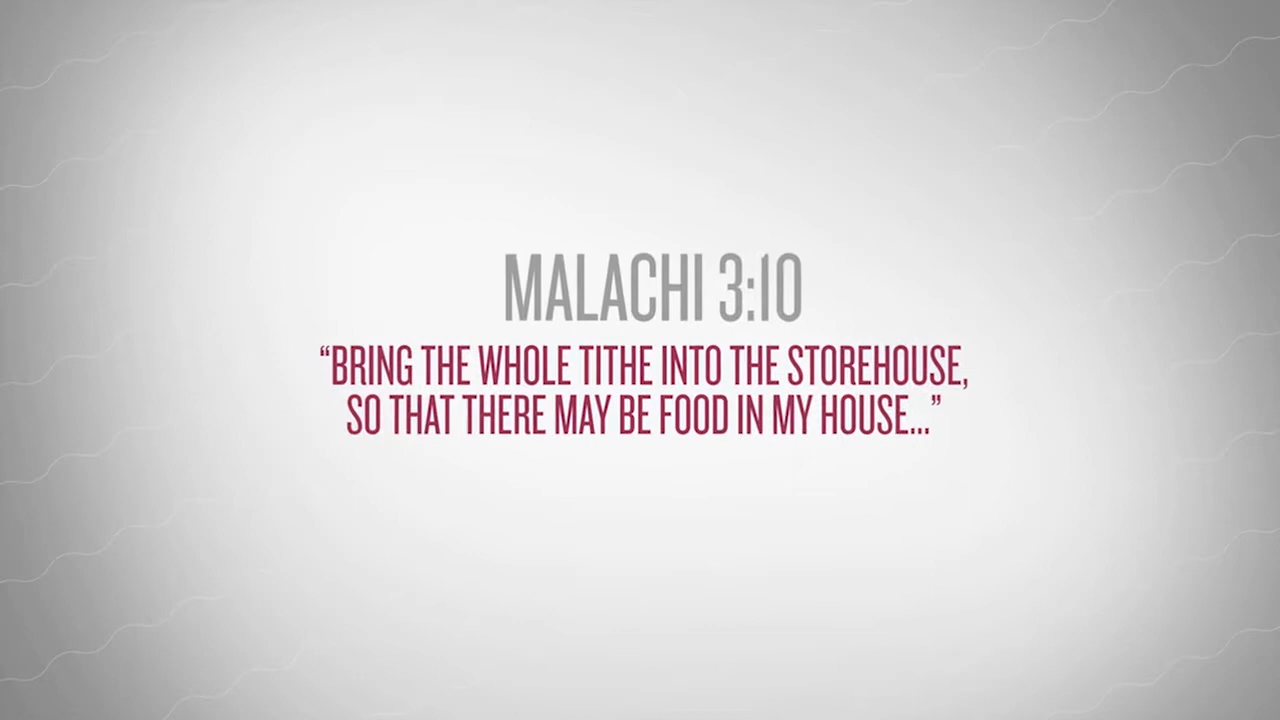 MALACHI 3:10
“BRING THE WHOLE TITHE INTO THE STOREHOUSE,
SO THAT THERE MAY BE FOOD IN MY HOUSE...”